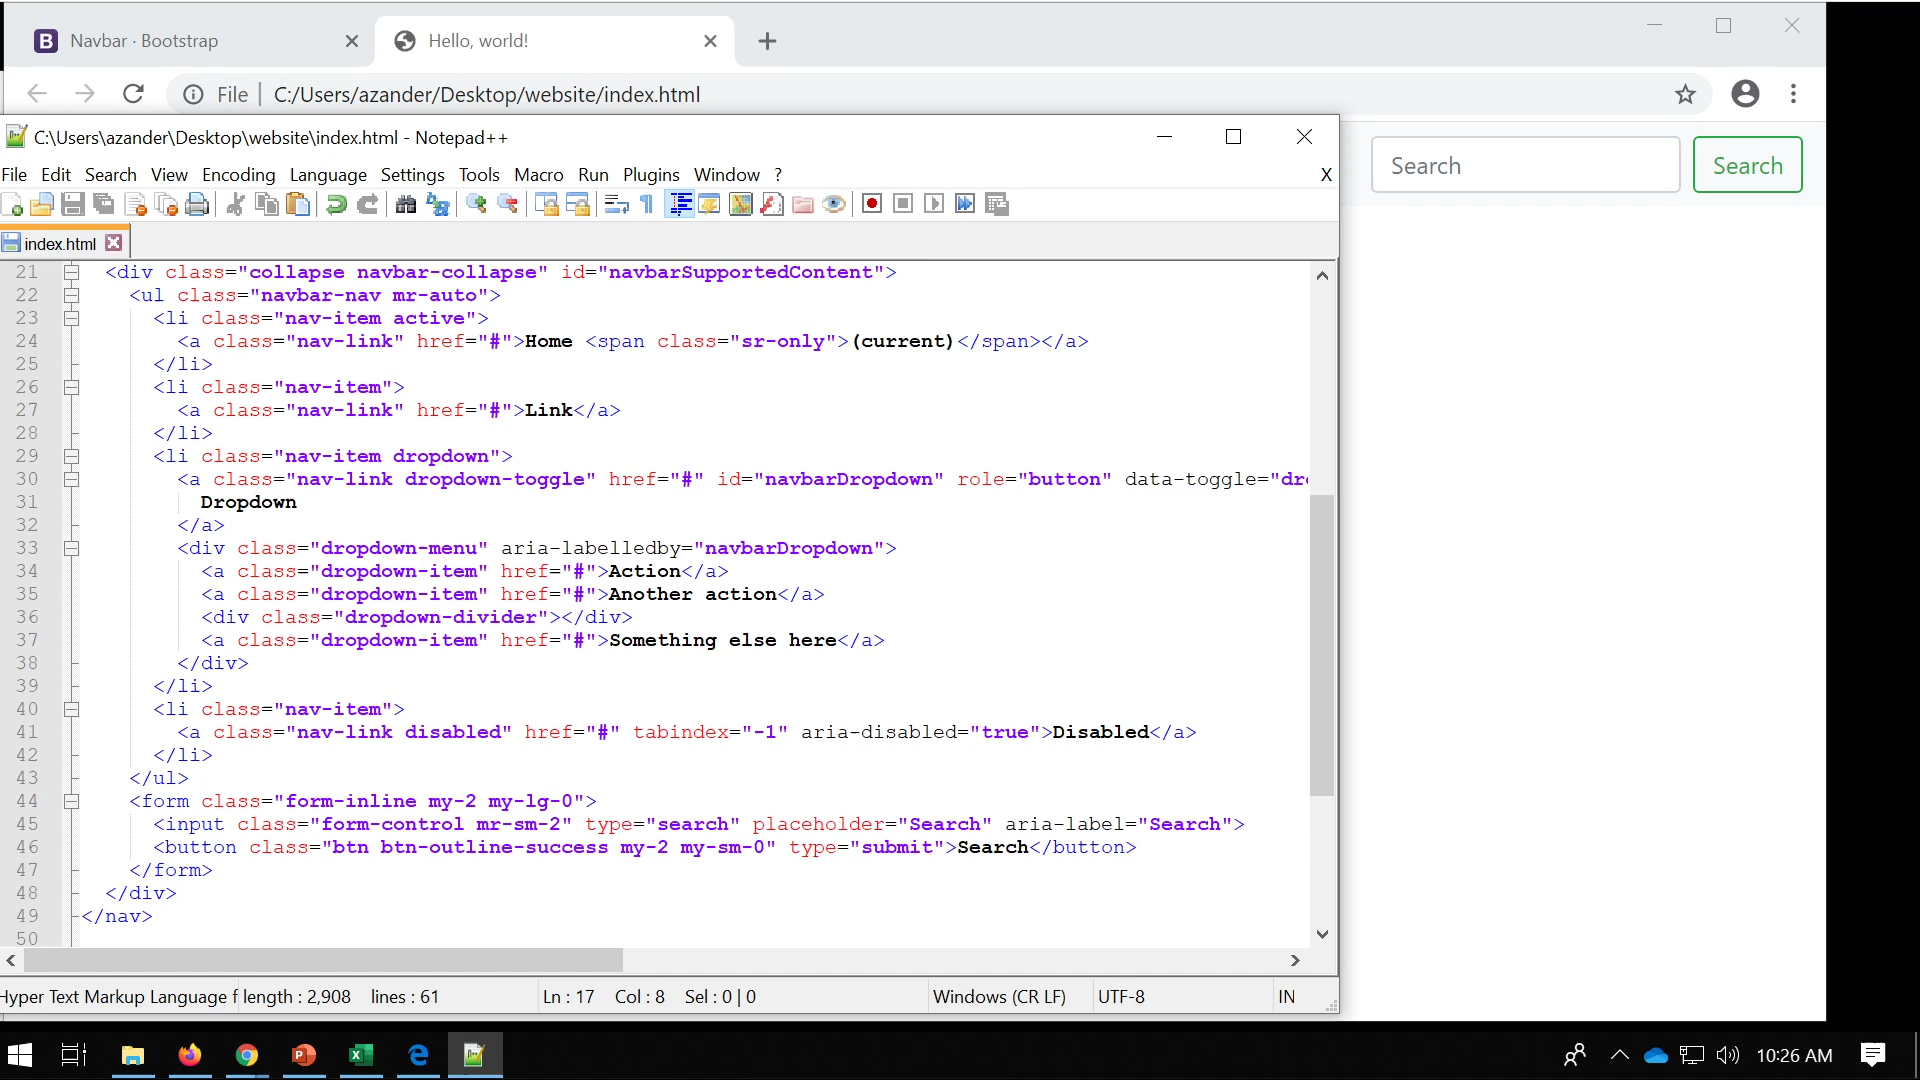 Navbar · Bootstrap
Hello, world!
File
C:/Users/azander/Desktop/website/index.html
C:\Users\azander\Desktop\website\index.html - Notepad++
File Edit Search View Encoding Language Settings Tools Macro Run Plugins Window ? X
Search
Search
index.html
21 <div class="collapse navbar-collapse" id="navbarSupportedContent">
22 <ul class="navbar-nav mr-auto">
23 <li class="nav-item active">
24 <a class="nav-link" href="#">Home <span class="sr-only">(current)</span></a>
25 </li>
26 <li class="nav-item">
27 <a class="nav-link" href="#">Link</a>
28 </li>
29 <li class="nav-item dropdown">
30 <a class="nav-link dropdown-toggle" href="#" id="navbarDropdown" role="button" data-toggle="dr
31 Dropdown
32 </a>
33 <div class="dropdown-menu" aria-labelledby="navbarDropdown">
34 <a class="dropdown-item" href="#">Action</a>
35 <a class="dropdown-item" href="#">Another action</a>
36 <div class="dropdown-divider"></div>
37 <a class="dropdown-item" href="#">Something else here</a>
38 </div>
39 </li>
40 <li class="nav-item">
41 <a class="nav-link disabled" href="#" tabindex="-1" aria-disabled="true">Disabled</a>
42 </li>
43 </ul>
44 <form class="form-inline my-2 my-lg-0">
45 <input class="form-control mr-sm-2" type="search" placeholder="Search" aria-label="Search">
46 <button class="btn btn-outline-success my-2 my-sm-0" type="submit">Search</button>
47 </form>
48 </div>
49 </nav>
50
Hyper Text Markup Language f length : 2,908 lines : 61 Ln : 17 Col : 8 Sel : 0 | 0 Windows (CR LF) UTF-8 IN
10:26 AM